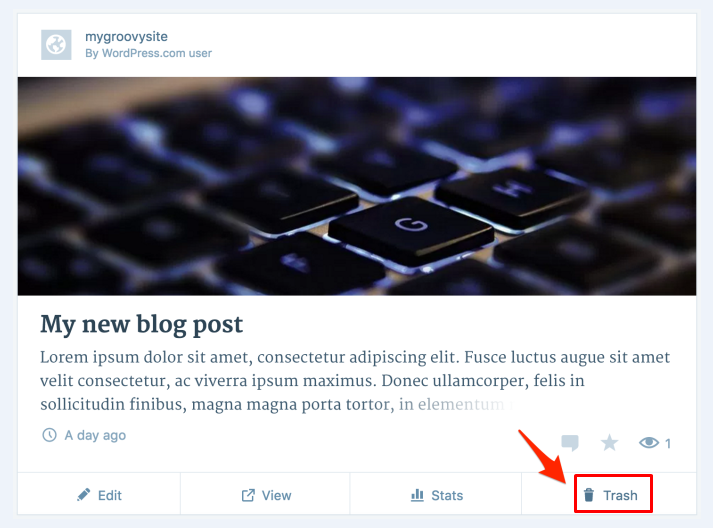 mygroovysite
By WordPress.com user
G
H
My new blog post
Lorem ipsum dolor sit amet, consectetur adipiscing elit. Fusce luctus augue sit amet
velit consectetur, ac viverra ipsum maximus. Donec ullamcorper, felis in
sollicitudin finibus, magna magna porta tortor, in elementum
A day ago
1
Edit
View
Stats
Trash